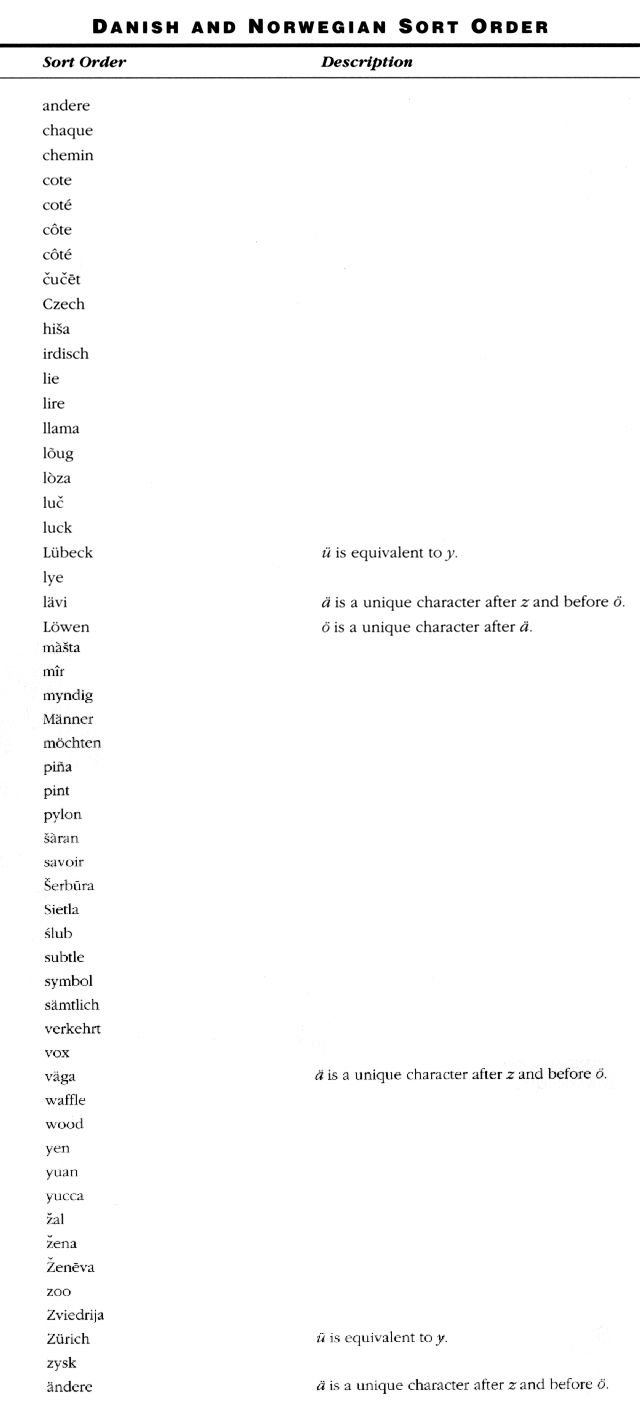 DANISH AND NORWEGIAN SORT ORDER
Sort Order Description
andere
chaque
chemin
cote
coté
côte
côté
čučēt
Czech
hiša
irdisch
lie
lire
llama
lõug
lòza
luč
luck
Lübeck ü is equivalent to y.
lye
lävi ä is a unique character after z and before ö.
Löwen ö is a unique character after ä.
màšta
mîr
myndig
Männer
möchten
piña
pint
pylon
šàran
savoir
Šerbūra
Sietla
ślub
subtle
symbol
sämtlich
verkehrt
vox
väga ä is a unique character after z and before ö.
waffle
wood
yen
yuan
yucca
žal
žena
Ženēva
zoo
Zviedrija
Zürich ü is equivalent to y.
zysk
ändere ä is a unique character after z and before ö.